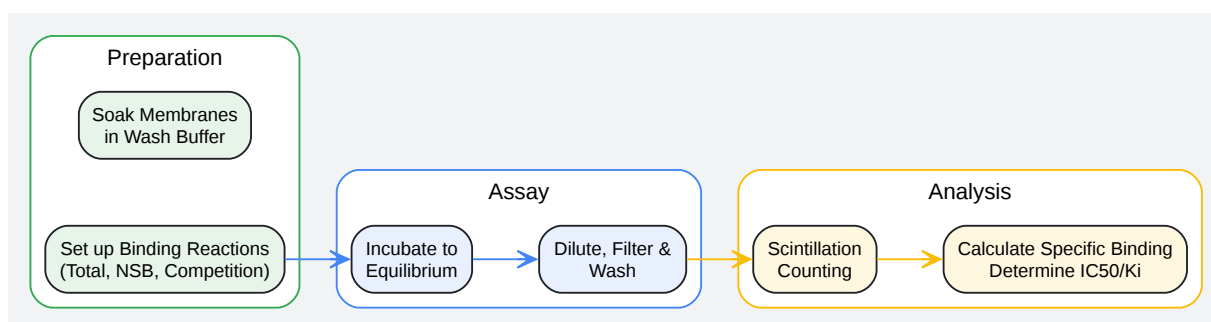 Preparation
Soak Membranes
in Wash Buffer
Set up Binding Reactions
(Total, NSB, Competition)
Assay
Incubate to
Equilibrium
Dilute, Filter &
Wash
Analysis
Scintillation
Counting
Calculate Specific Binding
Determine IC50/Ki